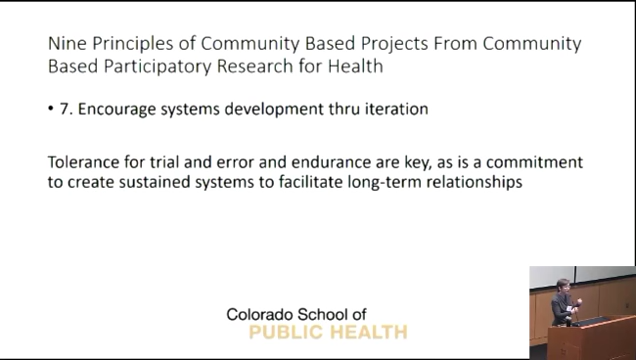 Nine Principles of Community Based Projects From Community
Based Participatory Research for Health
• 7. Encourage systems development thru iteration
Tolerance for trial and error and endurance are key, as is a commitment
to create sustained systems to facilitate long-term relationships
Colorado School of
PUBLIC HEALTH